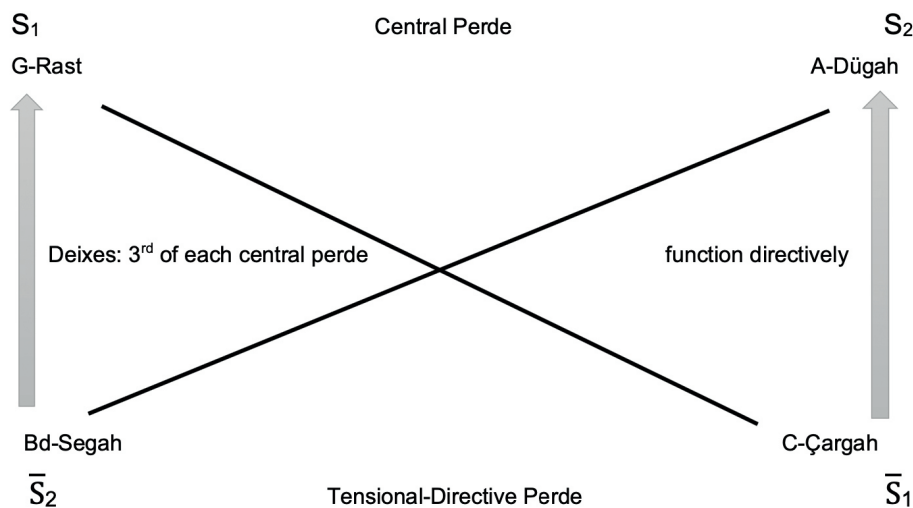 S₁ Central Perde S₂
G-Rast A-Dügah
Deixes: 3ʳᵈ of each central perde function directively
Bd-Segah C-Çargah
S̅₂ Tensional-Directive Perde S̅₁